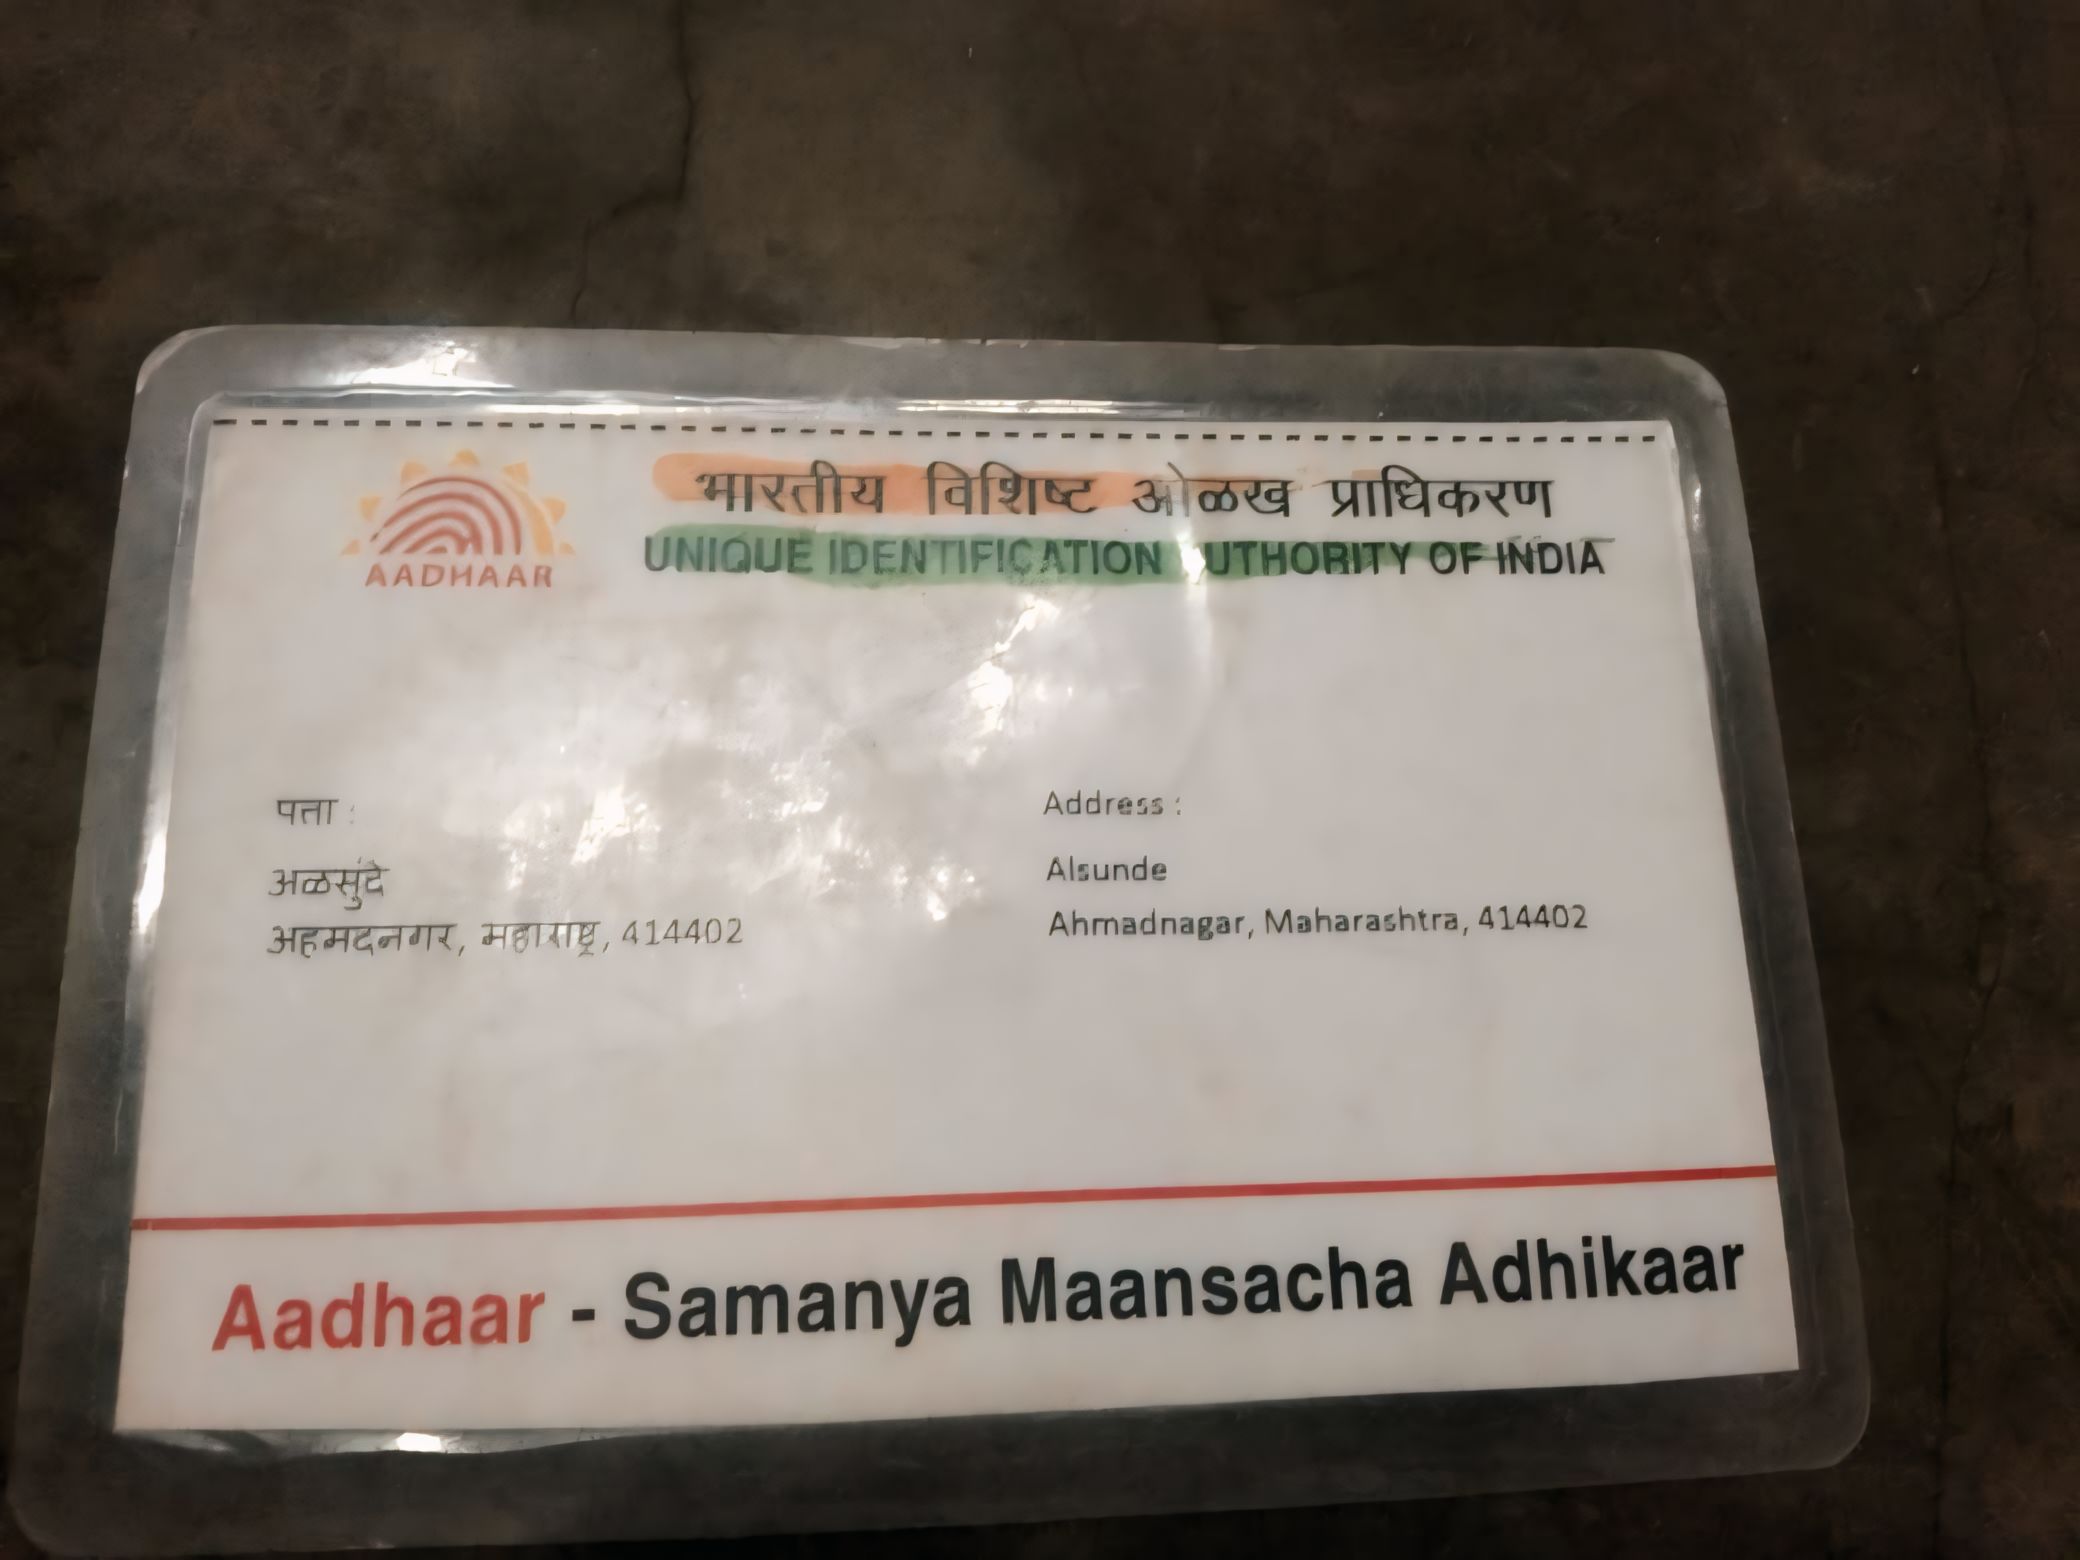 भारतीय विशिष्ट ओळख प्राधिकरण
UNIQUE IDENTIFICATION UTHORITY OF INDIA
AADHAAR
पत्ता :
अळसुंदे
अहमदनगर, महाराष्ट्र, 414402
Address :
Alsunde
Ahmadnagar, Maharashtra, 414402
Aadhaar - Samanya Maansacha Adhikaar